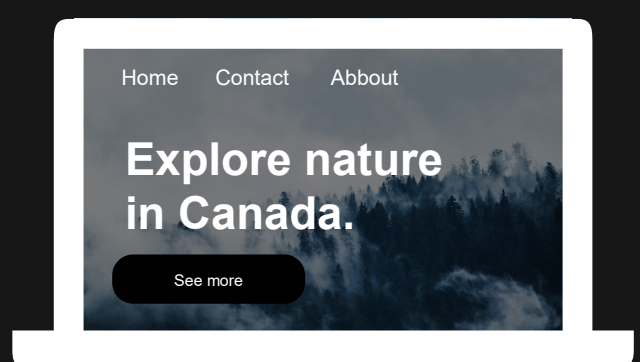 Home Contact Abbout
Explore nature
in Canada.
See more